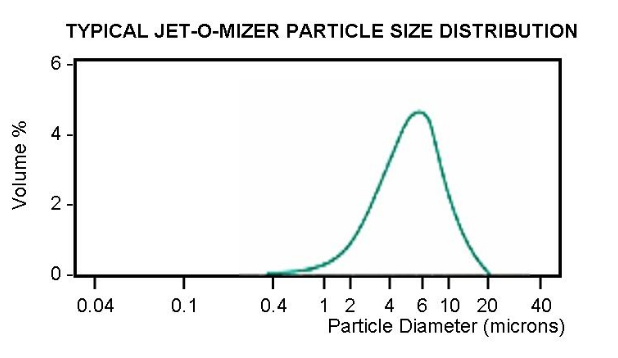 TYPICAL JET-O-MIZER PARTICLE SIZE DISTRIBUTION
6
4
2
0
Volume %
0.04 0.1 0.4 1 2 4 6 10 20 40
Particle Diameter (microns)